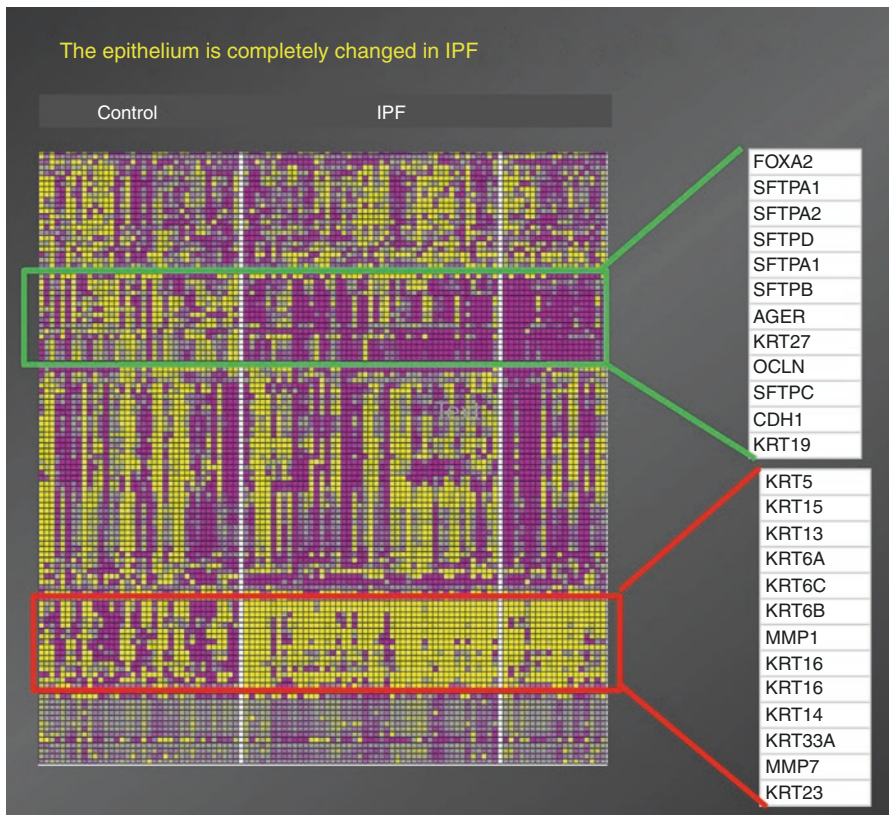 The epithelium is completely changed in IPF
Control IPF
FOXA2
SFTPA1
SFTPA2
SFTPD
SFTPA1
SFTPB
AGER
KRT27
OCLN
SFTPC
CDH1
KRT19
Text
KRT5
KRT15
KRT13
KRT6A
KRT6C
KRT6B
MMP1
KRT16
KRT16
KRT14
KRT33A
MMP7
KRT23